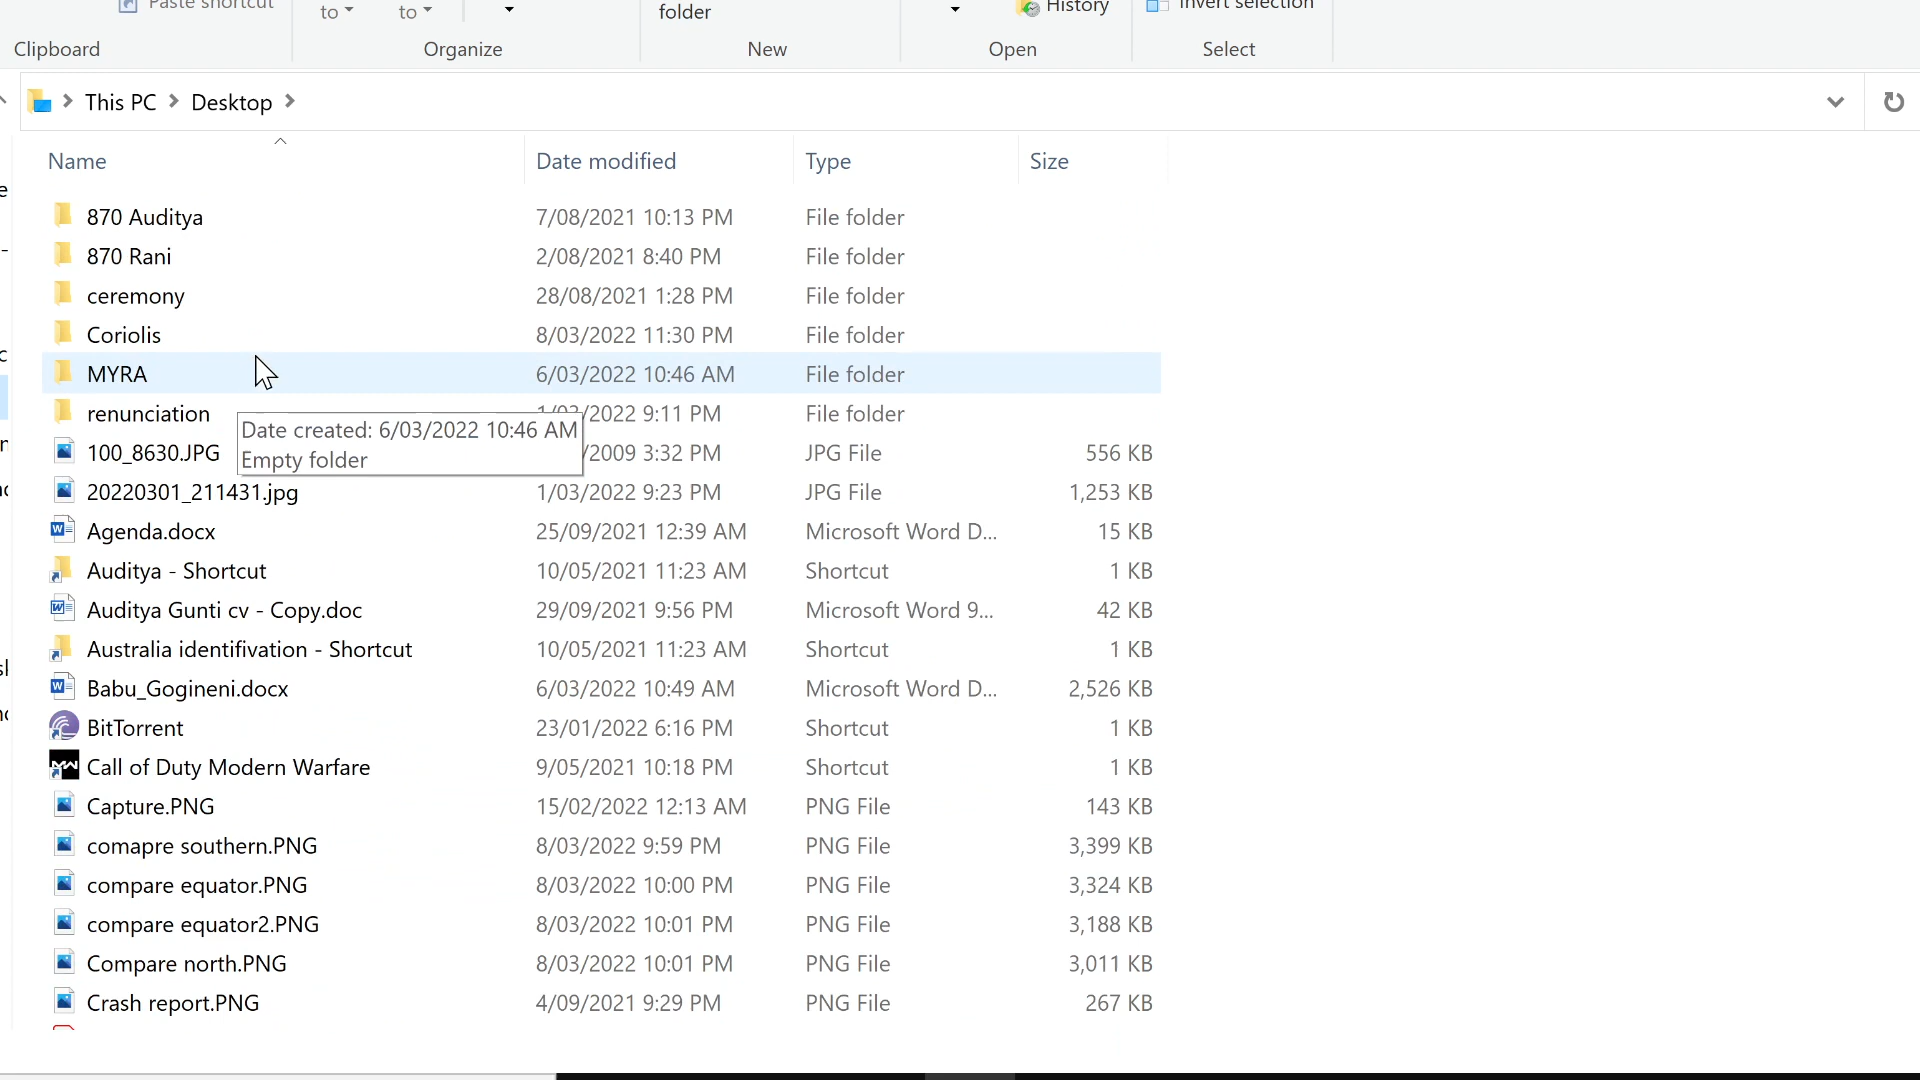 Paste shortcut
to
to
folder
History
Invert selection
Clipboard
Organize
New
Open
Select
This PC
Desktop
Name
Date modified
Type
Size
870 Auditya 7/08/2021 10:13 PM File folder
870 Rani 2/08/2021 8:40 PM File folder
ceremony 28/08/2021 1:28 PM File folder
Coriolis 8/03/2022 11:30 PM File folder
MYRA 6/03/2022 10:46 AM File folder
renunciation /2022 9:11 PM File folder
Date created: 6/03/2022 10:46 AM
Empty folder
100_8630.JPG /2009 3:32 PM JPG File 556 KB
20220301_211431.jpg 1/03/2022 9:23 PM JPG File 1,253 KB
Agenda.docx 25/09/2021 12:39 AM Microsoft Word D... 15 KB
Auditya - Shortcut 10/05/2021 11:23 AM Shortcut 1 KB
Auditya Gunti cv - Copy.doc 29/09/2021 9:56 PM Microsoft Word 9... 42 KB
Australia identifivation - Shortcut 10/05/2021 11:23 AM Shortcut 1 KB
Babu_Gogineni.docx 6/03/2022 10:49 AM Microsoft Word D... 2,526 KB
BitTorrent 23/01/2022 6:16 PM Shortcut 1 KB
Call of Duty Modern Warfare 9/05/2021 10:18 PM Shortcut 1 KB
Capture.PNG 15/02/2022 12:13 AM PNG File 143 KB
comapre southern.PNG 8/03/2022 9:59 PM PNG File 3,399 KB
compare equator.PNG 8/03/2022 10:00 PM PNG File 3,324 KB
compare equator2.PNG 8/03/2022 10:01 PM PNG File 3,188 KB
Compare north.PNG 8/03/2022 10:01 PM PNG File 3,011 KB
Crash report.PNG 4/09/2021 9:29 PM PNG File 267 KB